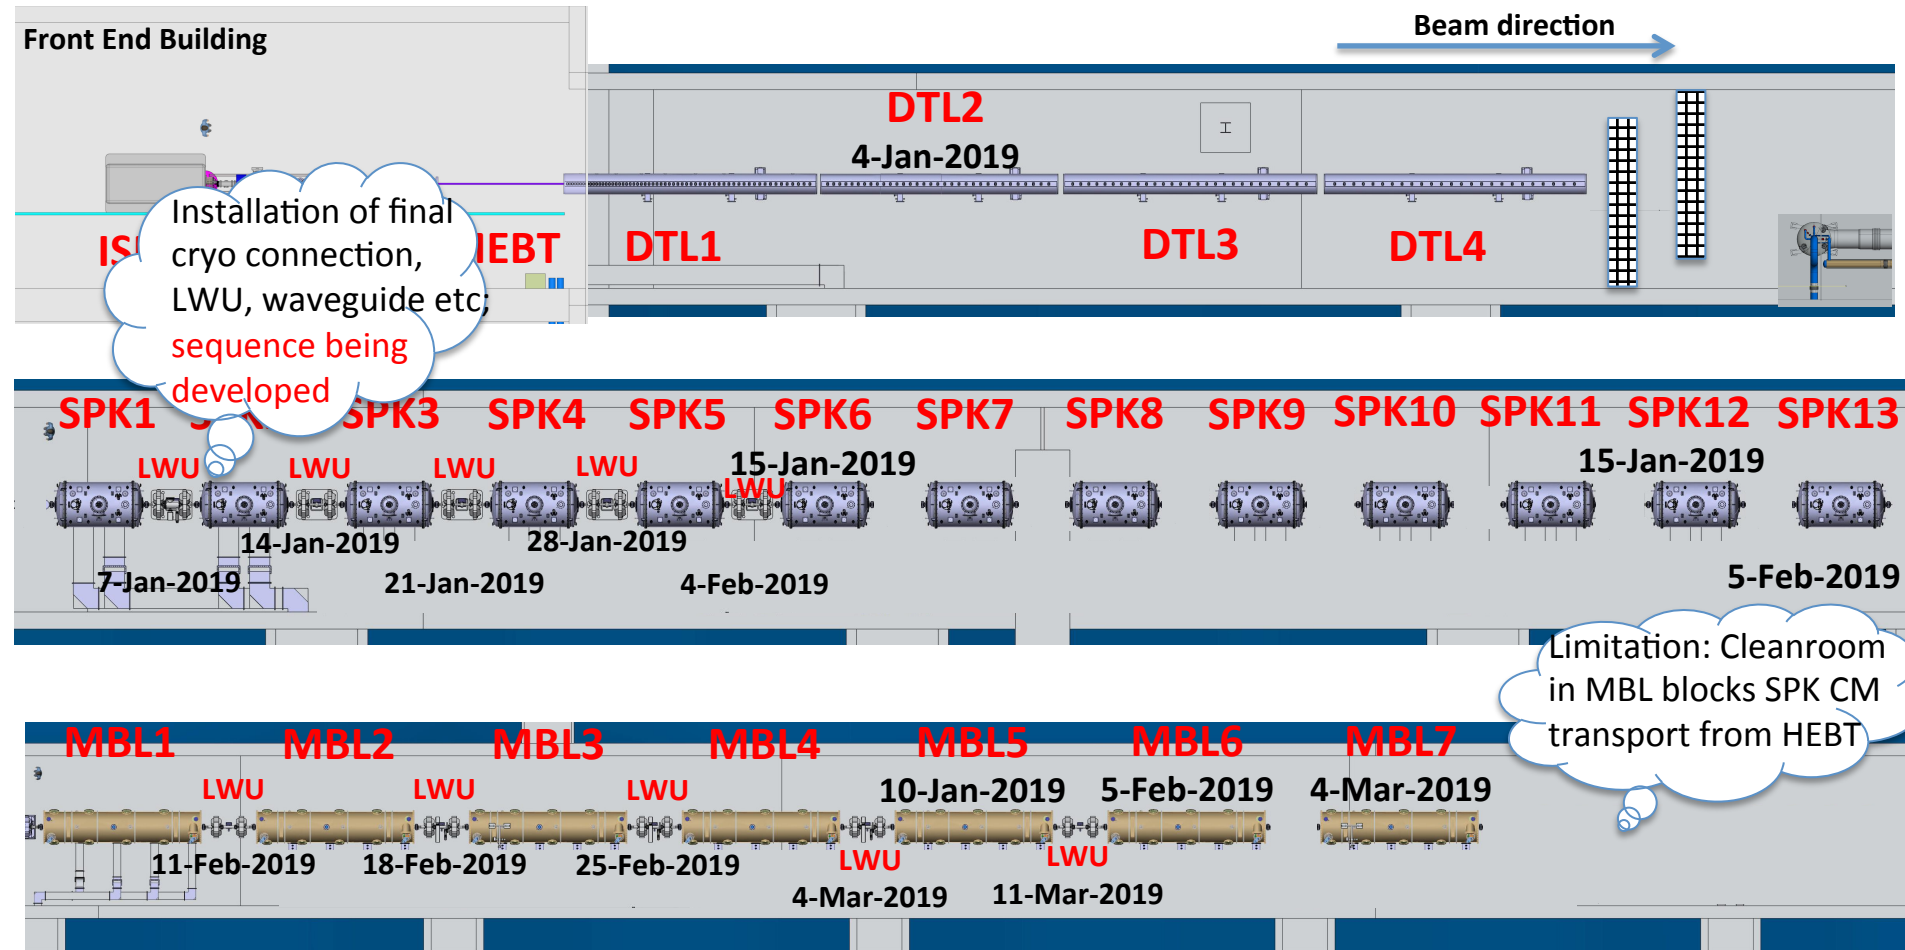 Front End Building
Beam direction
DTL2
4-Jan-2019
DTL1
DTL3
DTL4
HEBT
Installation of final
cryo connection,
LWU, waveguide etc;
sequence being
developed
SPK1
SPK3
SPK4
SPK5
SPK6
SPK7
SPK8
SPK9
SPK10
SPK11
SPK12
SPK13
LWU
LWU
LWU
LWU
LWU
15-Jan-2019
15-Jan-2019
14-Jan-2019
28-Jan-2019
7-Jan-2019
21-Jan-2019
4-Feb-2019
5-Feb-2019
Limitation: Cleanroom
in MBL blocks SPK CM
transport from HEBT
MBL1
MBL2
MBL3
MBL4
MBL5
MBL6
MBL7
LWU
LWU
LWU
10-Jan-2019
5-Feb-2019
4-Mar-2019
11-Feb-2019
18-Feb-2019
25-Feb-2019
LWU
LWU
4-Mar-2019
11-Mar-2019